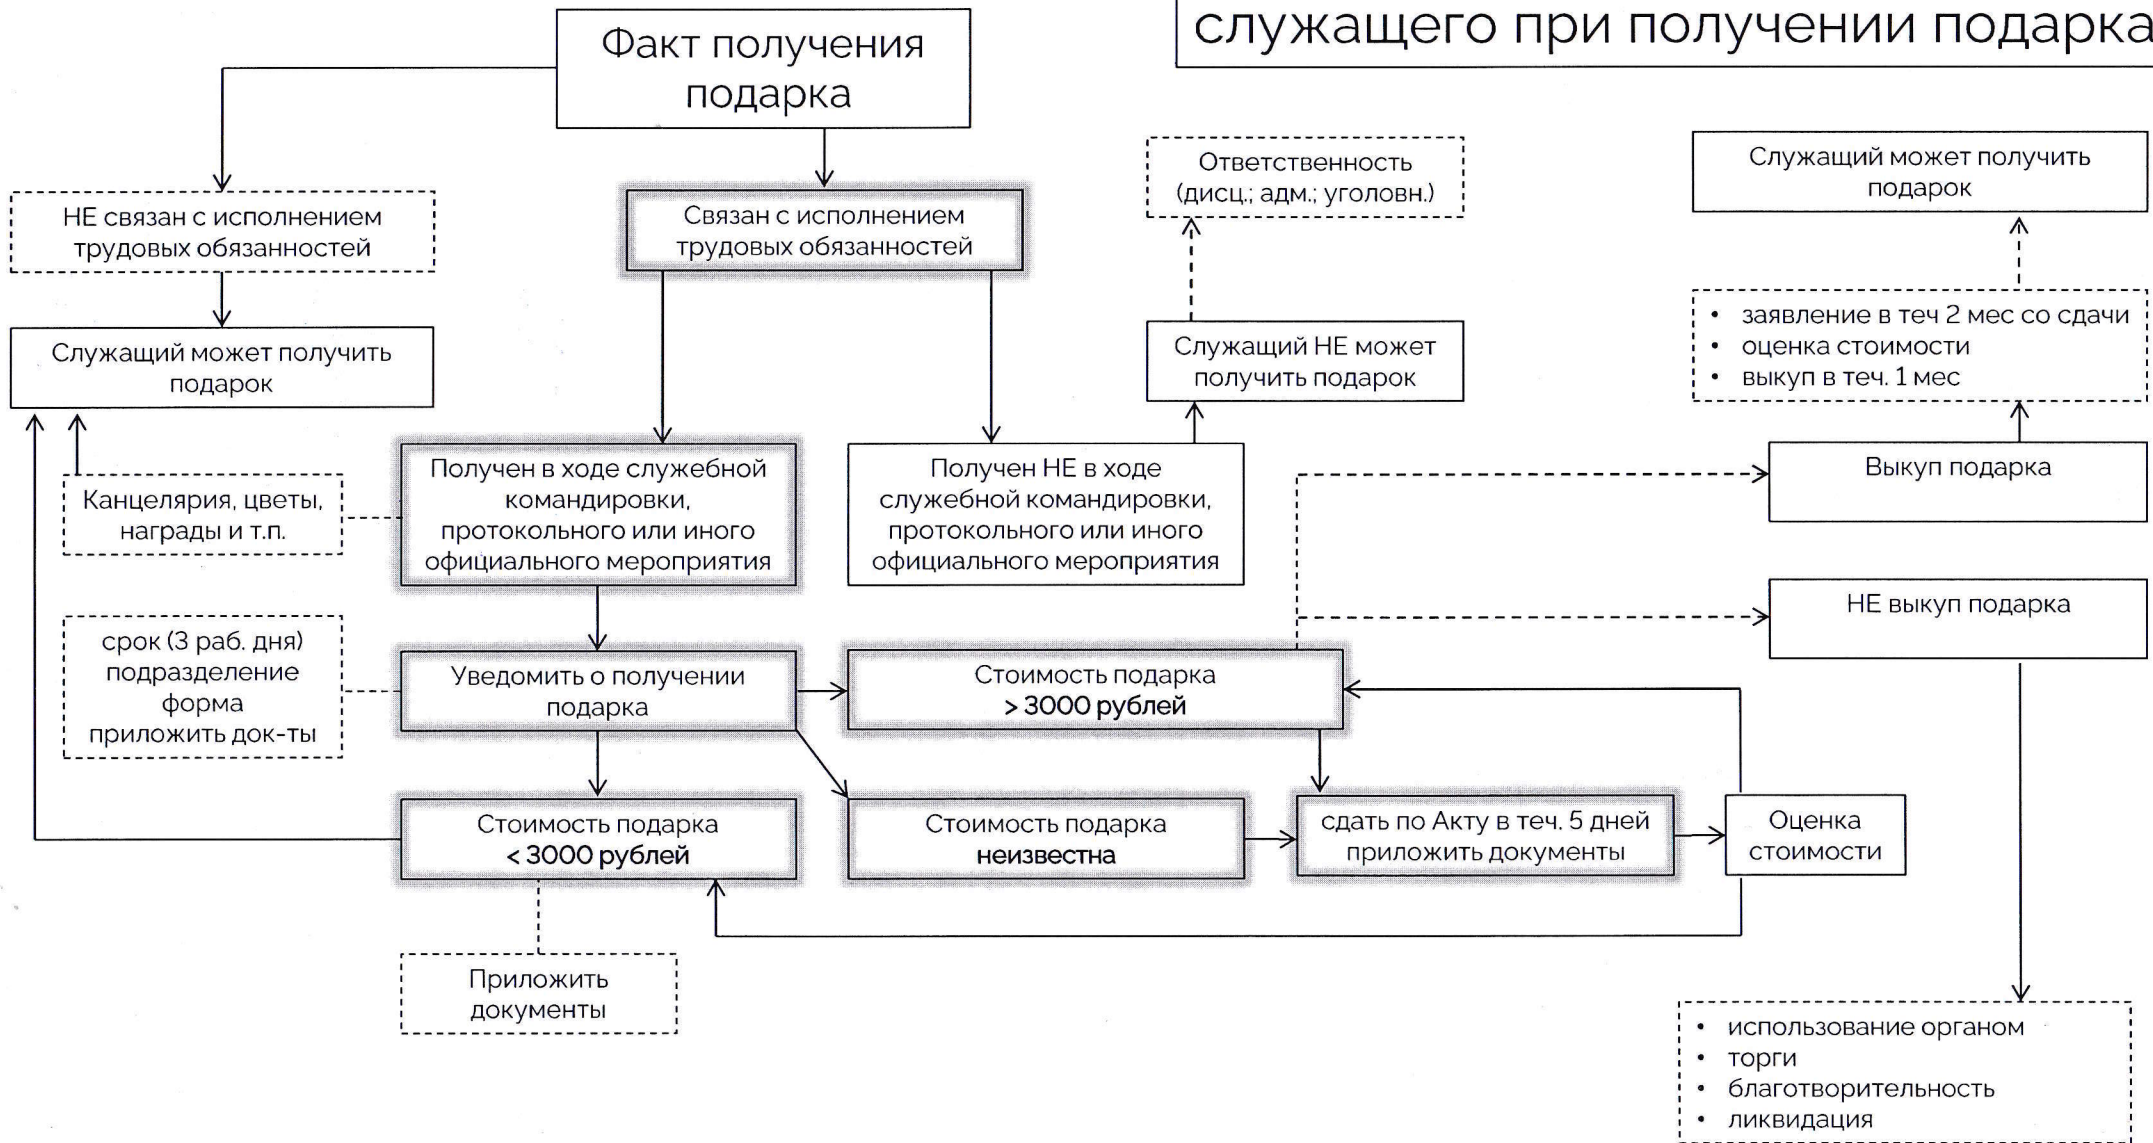 служащего при получении подарка
Факт получения
подарка
НЕ связан с исполнением
трудовых обязанностей
Связан с исполнением
трудовых обязанностей
Ответственность
(дисц.; адм.; уголовн.)
Служащий может получить
подарок
Служащий может получить
подарок
Служащий НЕ может
получить подарок
• заявление в теч 2 мес со сдачи
• оценка стоимости
• выкуп в теч. 1 мес
Канцелярия, цветы,
награды и т.п.
Получен в ходе служебной
командировки,
протокольного или иного
официального мероприятия
Получен НЕ в ходе
служебной командировки,
протокольного или иного
официального мероприятия
Выкуп подарка
НЕ выкуп подарка
срок (3 раб. дня)
подразделение
форма
приложить док-ты
Уведомить о получении
подарка
Стоимость подарка
> 3000 рублей
Стоимость подарка
< 3000 рублей
Стоимость подарка
неизвестна
сдать по Акту в теч. 5 дней
приложить документы
Оценка
стоимости
Приложить
документы
• использование органом
• торги
• благотворительность
• ликвидация